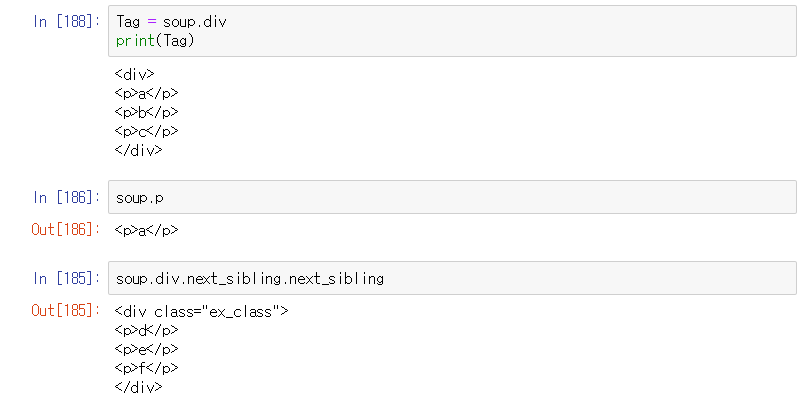 In [188]: Tag = soup.div
print(Tag)
<div>
<p>a</p>
<p>b</p>
<p>c</p>
</div>
In [186]: soup.p
Out[186]: <p>a</p>
In [185]: soup.div.next_sibling.next_sibling
Out[185]: <div class="ex_class">
<p>d</p>
<p>e</p>
<p>f</p>
</div>